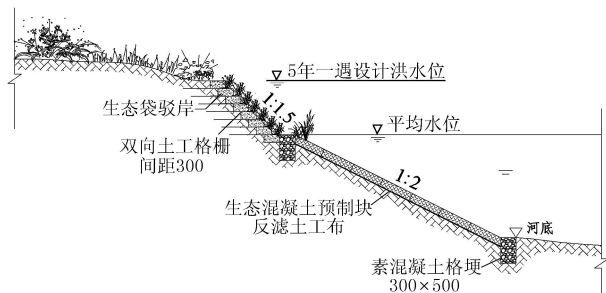 5年一遇设计洪水位
1:1.5
生态袋驳岸
平均水位
双向土工格栅
间距300
1:2
生态混凝土预制块
反滤土工布
河底
素混凝土格埂
300×500